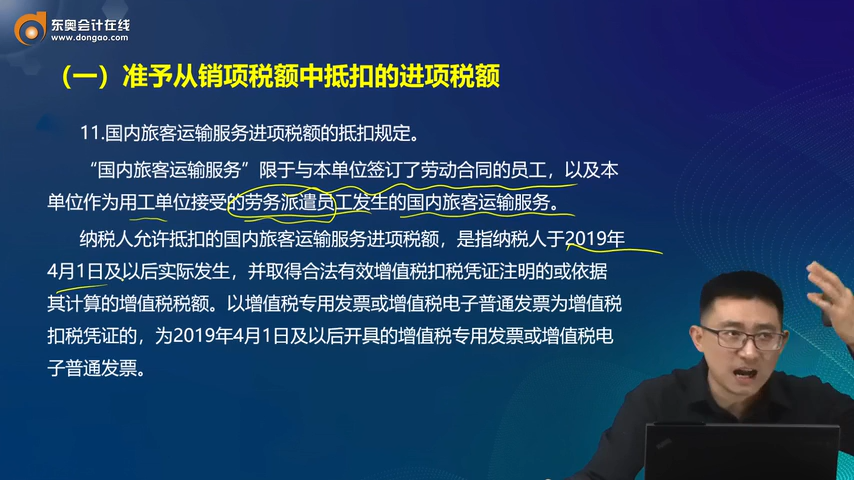 东奥会计在线
www.dongao.com
（一）准予从销项税额中抵扣的进项税额
11.国内旅客运输服务进项税额的抵扣规定。
“国内旅客运输服务”限于与本单位签订了劳动合同的员工，以及本
单位作为用工单位接受的劳务派遣员工发生的国内旅客运输服务。
纳税人允许抵扣的国内旅客运输服务进项税额，是指纳税人于2019年
4月1日及以后实际发生，并取得合法有效增值税扣税凭证注明的或依据
其计算的增值税税额。以增值税专用发票或增值税电子普通发票为增值税
扣税凭证的，为2019年4月1日及以后开具的增值税专用发票或增值税电
子普通发票。